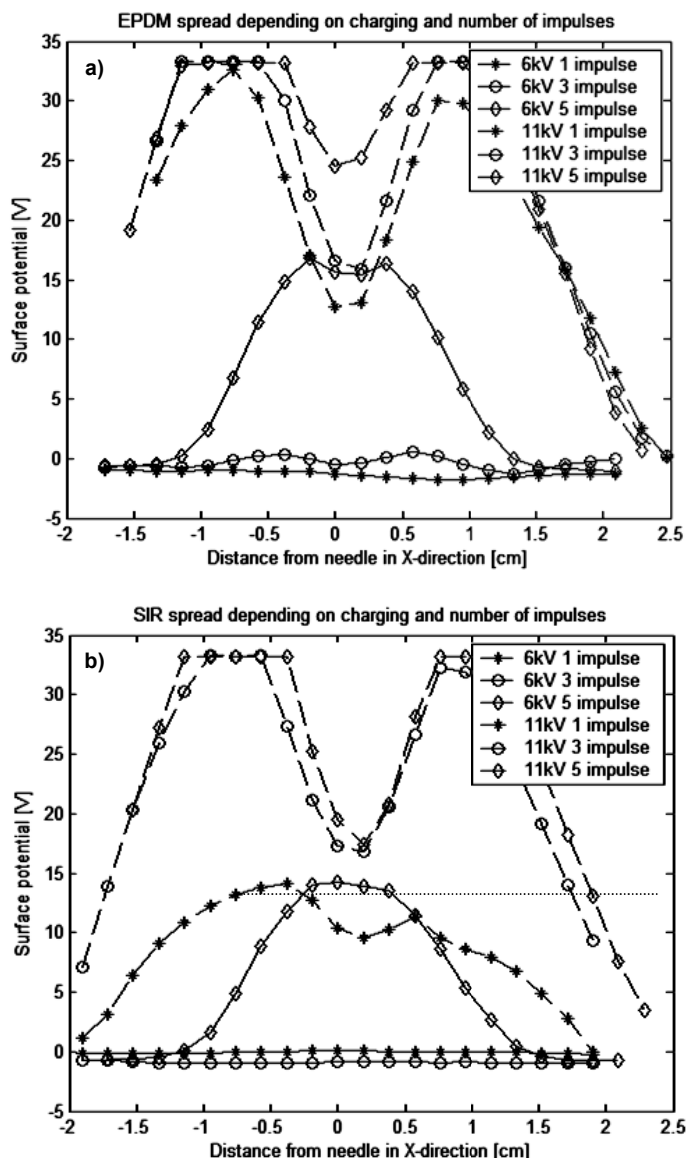 EPDM spread depending on charging and number of impulses
a)
6kV 1 impulse
6kV 3 impulse
6kV 5 impulse
11kV 1 impulse
11kV 3 impulse
11kV 5 impulse
35
30
25
20
15
10
5
0
-5
Surface potential [V]
-2 -1.5 -1 -0.5 0 0.5 1 1.5 2 2.5
Distance from needle in X-direction [cm]
SIR spread depending on charging and number of impulses
b)
6kV 1 impulse
6kV 3 impulse
6kV 5 impulse
11kV 1 impulse
11kV 3 impulse
11kV 5 impulse
35
30
25
20
15
10
5
0
-5
Surface potential [V]
-2 -1.5 -1 -0.5 0 0.5 1 1.5 2 2.5
Distance from needle in X-direction [cm]